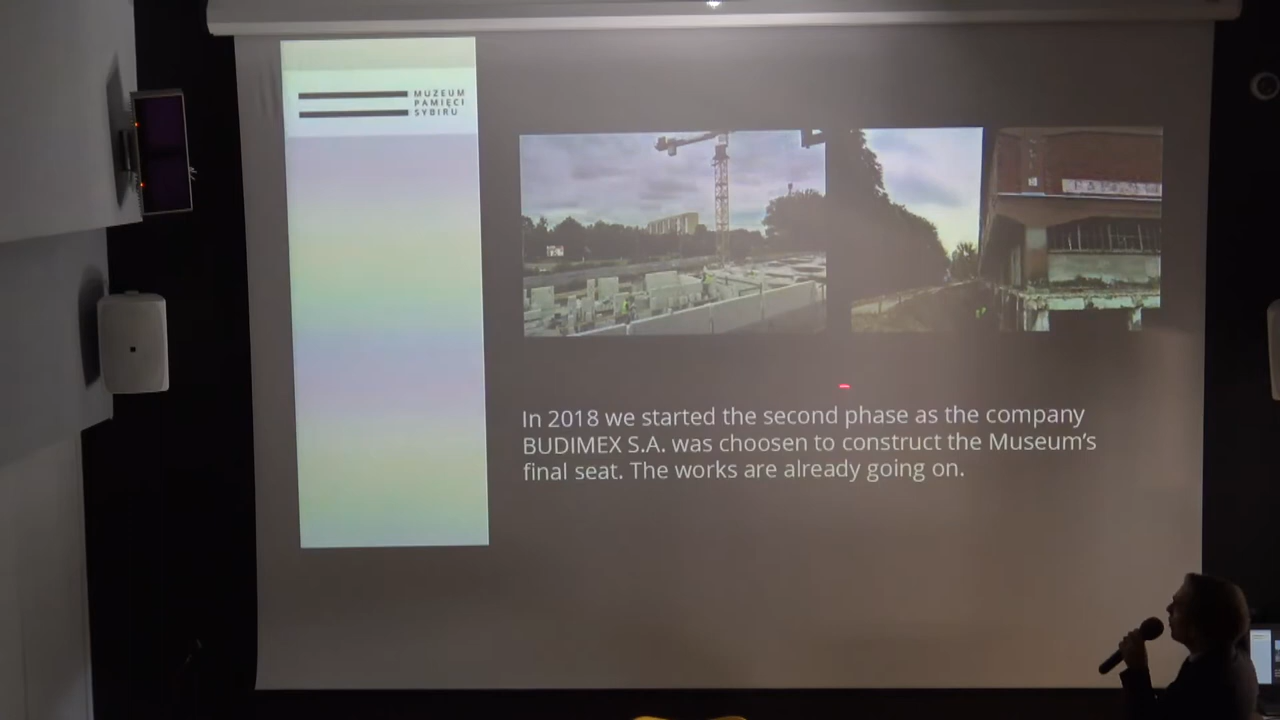 MUZEUM
PAMIĘCI
SYBIRU
In 2018 we started the second phase as the company
BUDIMEX S.A. was choosen to construct the Museum's
final seat. The works are already going on.